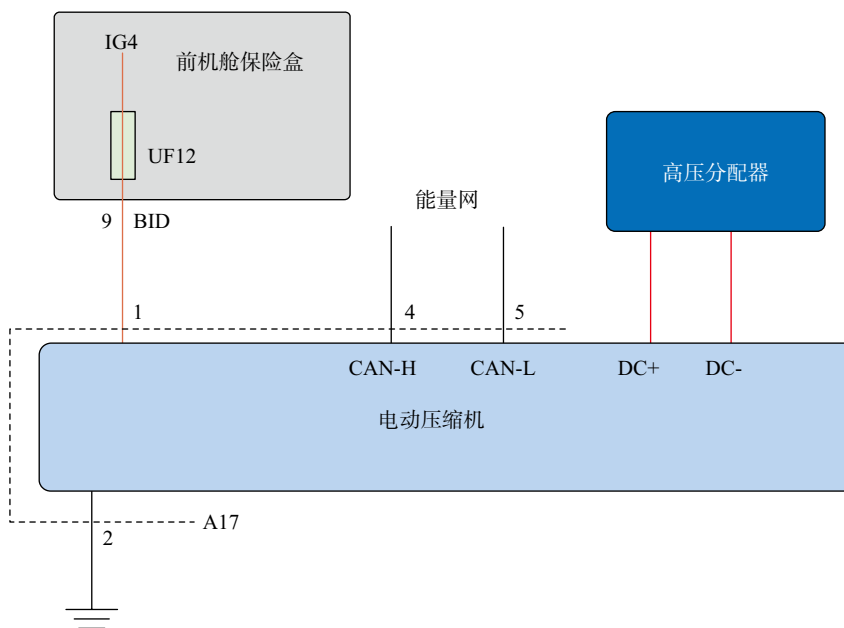 IG4
前机舱保险盒
UF12
高压分配器
9 BID
能量网
1
4
5
CAN-H
CAN-L
DC+
DC-
电动压缩机
A17
2